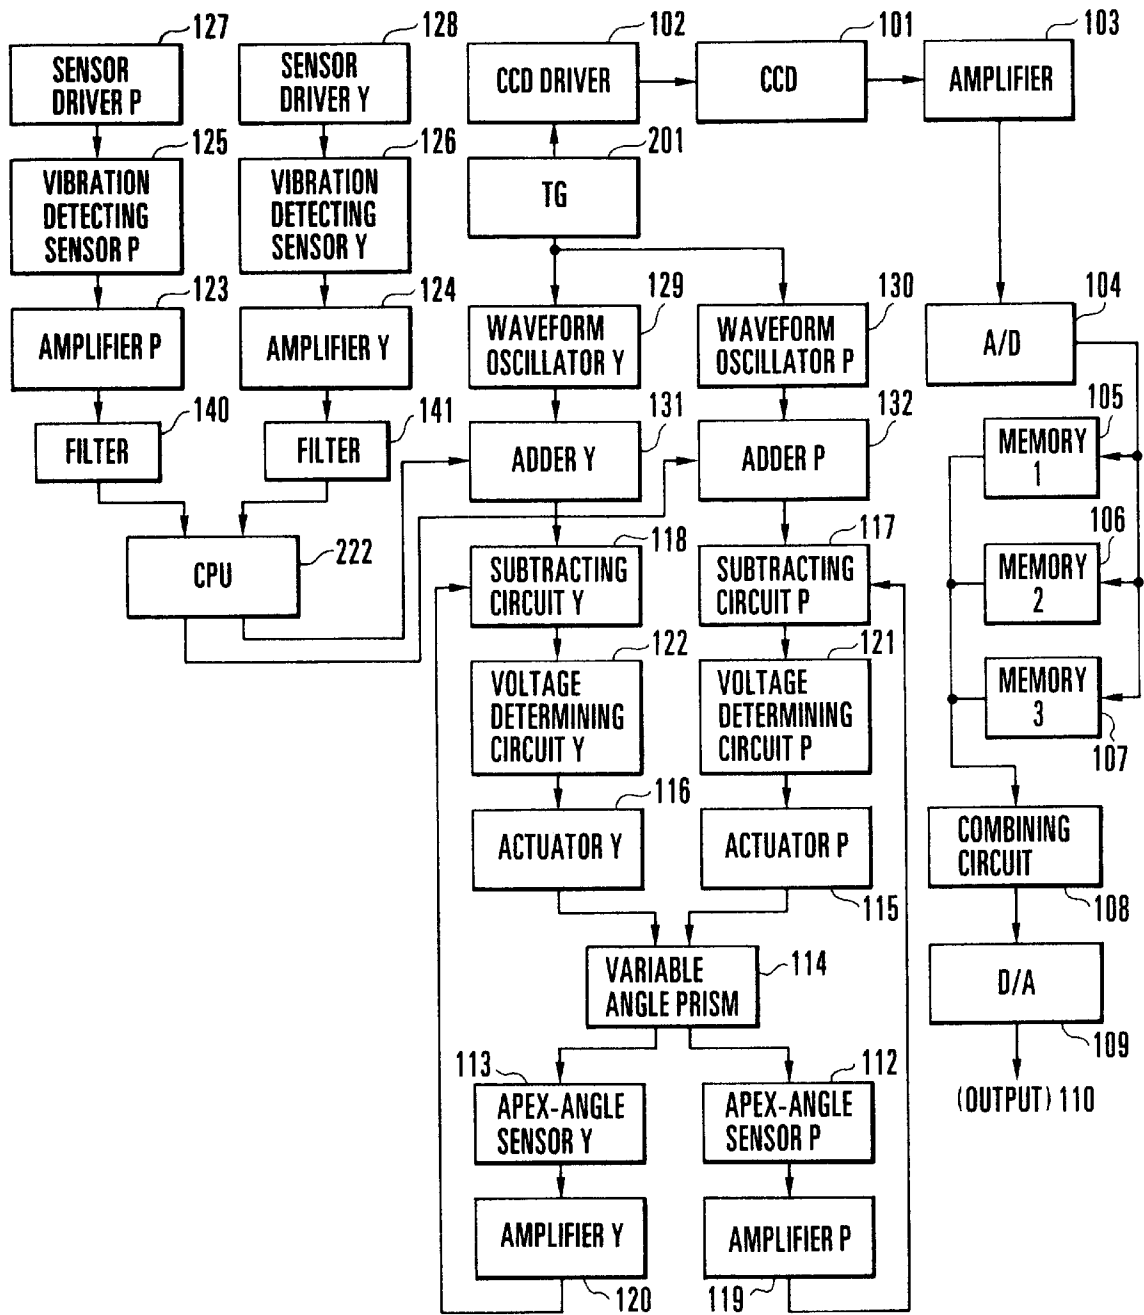 127
128
102
101
103
SENSOR
DRIVER P
SENSOR
DRIVER Y
CCD DRIVER
CCD
AMPLIFIER
125
126
201
VIBRATION
DETECTING
SENSOR P
VIBRATION
DETECTING
SENSOR Y
TG
123
124
129
130
104
AMPLIFIER P
AMPLIFIER Y
WAVEFORM
OSCILLATOR Y
WAVEFORM
OSCILLATOR P
A/D
140
141
131
132
105
FILTER
FILTER
ADDER Y
ADDER P
MEMORY
1
222
118
117
106
CPU
SUBTRACTING
CIRCUIT Y
SUBTRACTING
CIRCUIT P
MEMORY
2
122
121
VOLTAGE
DETERMINING
CIRCUIT Y
VOLTAGE
DETERMINING
CIRCUIT P
MEMORY
3
107
116
ACTUATOR Y
ACTUATOR P
115
COMBINING
CIRCUIT
108
VARIABLE
ANGLE PRISM
114
D/A
109
113
112
APEX-ANGLE
SENSOR Y
APEX-ANGLE
SENSOR P
(OUTPUT) 110
AMPLIFIER Y
AMPLIFIER P
120
119